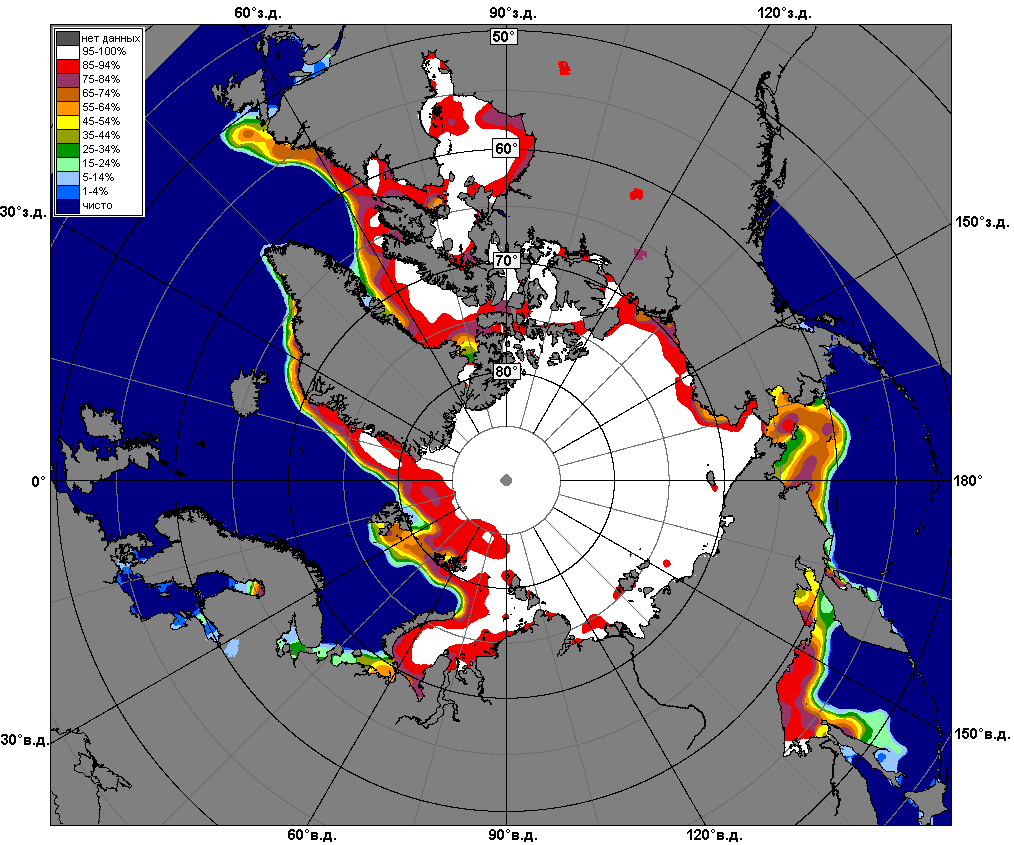 60°з.д.
90°з.д.
120°з.д.
50°
нет данных
95-100%
85-94%
75-84%
65-74%
55-64%
45-54%
35-44%
25-34%
15-24%
5-14%
1-4%
чисто
60°
30°з.д.
150°з.д.
70°
80°
0°
180°
30°в.д.
150°в.д.
60°в.д.
90°в.д.
120°в.д.